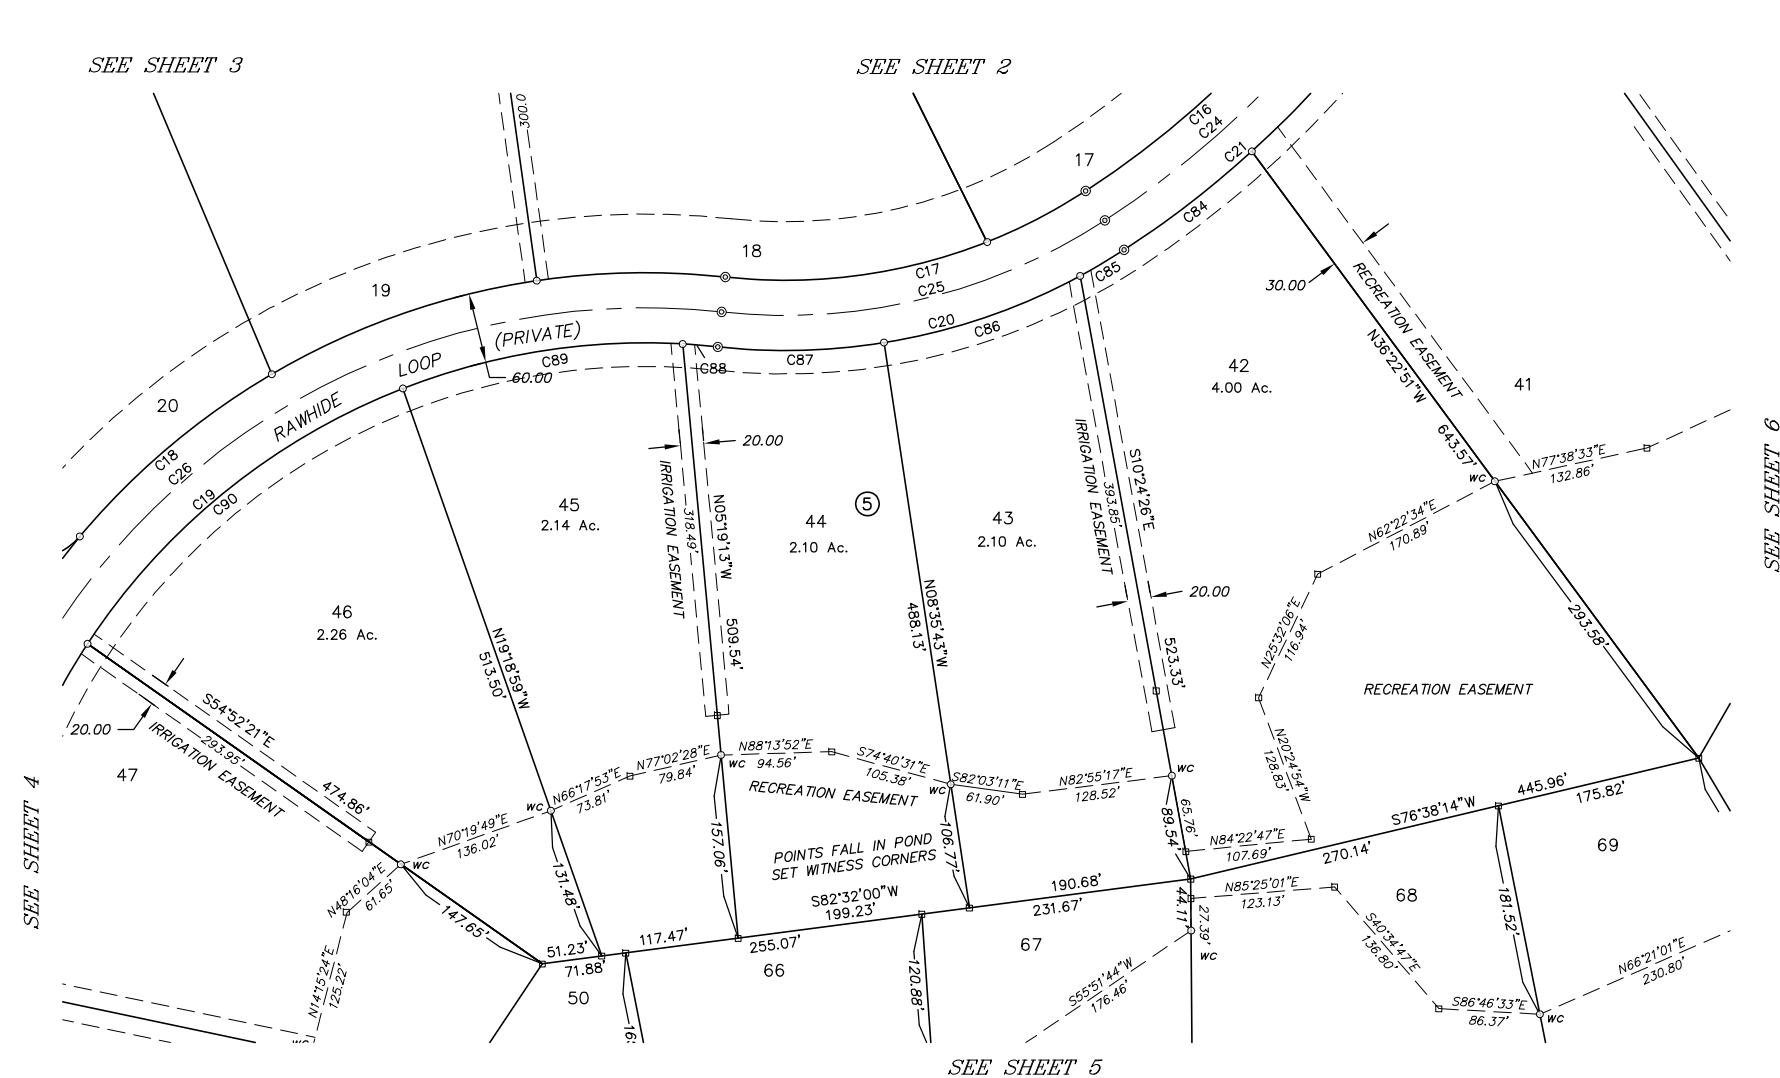 SEE SHEET 3
SEE SHEET 2
300.0
C16
C24
17
C21
C84
C85
18
C17
C25
C20
C86
19
(PRIVATE)
LOOP
RAWHIDE
C89
60.00
C88
C87
20
C18
C26
C19
C90
30.00
RECREATION EASEMENT
N36°22'51"W
643.57'
42
4.00 Ac.
41
N77°38'33"E
132.86'
WC
SEE SHEET 6
20.00
IRRIGATION EASEMENT
318.49'
N05°19'13"W
509.54'
45
2.14 Ac.
44
2.10 Ac.
5
43
2.10 Ac.
IRRIGATION EASEMENT
393.85'
S10°24'26"E
523.33'
20.00
N62°22'34"E
170.89'
N25°32'06"E
116.94'
N20°24'54"W
128.83'
293.58'
RECREATION EASEMENT
46
2.26 Ac.
N19°18'59"W
513.50'
N08°35'43"W
488.13'
S54°52'21"E
293.95'
474.86'
IRRIGATION EASEMENT
20.00
47
SEE SHEET 4
N88°13'52"E
94.56'
WC
S74°40'31"E
105.38'
RECREATION EASEMENT
WC
S82°03'11"E
61.90'
N82°55'17"E
128.52'
WC
65.76'
89.54'
N77°02'28"E
79.84'
N66°17'53"E
73.81'
WC
N70°19'49"E
136.02'
WC
N48°16'04"E
61.65'
147.65'
131.48'
157.06'
106.77'
POINTS FALL IN POND
SET WITNESS CORNERS
N84°22'47"E
107.69'
S76°38'14"W
445.96'
270.14'
175.82'
69
S82°32'00"W
199.23'
190.68'
231.67'
44.11'
27.39'
WC
N85°25'01"E
123.13'
68
181.52'
51.23'
71.88'
117.47'
255.07'
66
67
50
120.88'
N14°15'24"E
125.22'
WC
S55°51'44"W
176.46'
S40°34'47"E
136.80'
S86°46'33"E
86.37'
WC
N66°21'01"E
230.80'
SEE SHEET 5